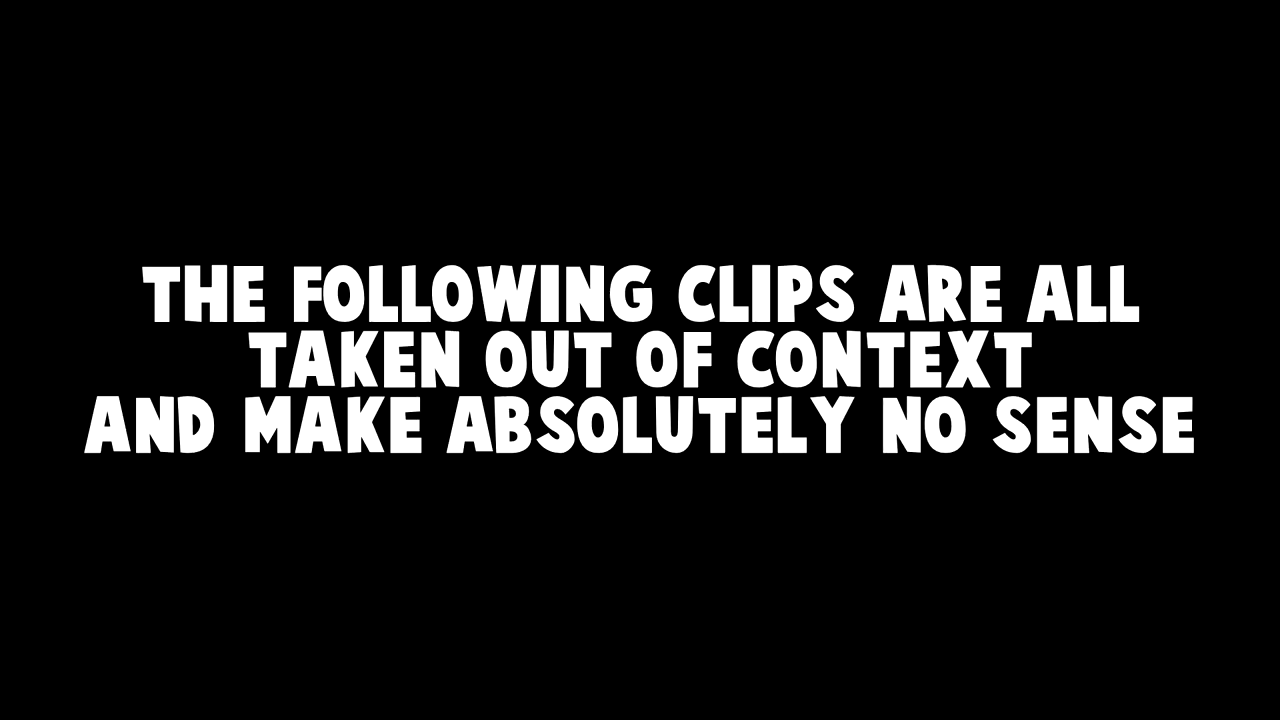 THE FOLLOWING CLIPS ARE ALL
TAKEN OUT OF CONTEXT
AND MAKE ABSOLUTELY NO SENSE